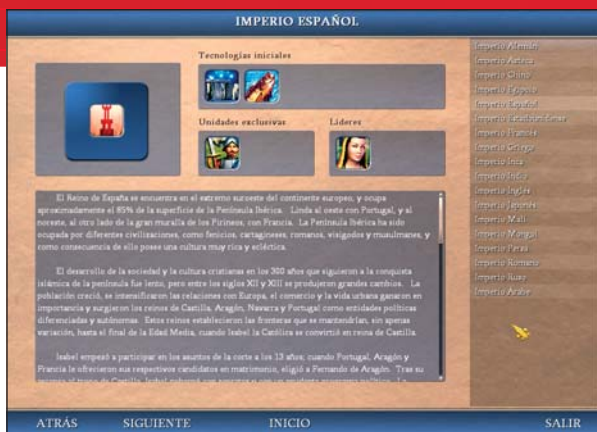 IMPERIO ESPAÑOL
Tecnologías iniciales
Unidades exclusivas
Líderes
El Reino de España se encuentra en el extremo suroeste del continente europeo, y ocupa
aproximadamente el 85% de la superficie de la Península Ibérica. Linda al oeste con Portugal, y al
noreste, al otro lado de la gran muralla de los Pirineos, con Francia. La Península Ibérica ha sido
ocupada por diferentes civilizaciones, como fenicios, cartagineses, romanos, visigodos y musulmanes, y
como consecuencia de ello posee una cultura muy rica y ecléctica.
El desarrollo de la sociedad y la cultura cristianas en los 300 años que siguieron a la conquista
islámica de la península fue lento, pero entre los siglos XII y XIII se produjeron grandes cambios. La
población creció, se intensificaron las relaciones con Europa, el comercio y la vida urbana ganaron en
importancia y surgieron los reinos de Castilla, Aragón, Navarra y Portugal como entidades políticas
diferenciadas y autónomas. Estos reinos establecieron las fronteras que se mantendrían, sin apenas
variación, hasta el final de la Edad Media, cuando Isabel la Católica se convirtió en reina de Castilla.
Isabel empezó a participar en los asuntos de la corte a los 13 años; cuando Portugal, Aragón y
Francia le ofrecieron sus respectivos candidatos en matrimonio, eligió a Fernando de Aragón. Tras su
Imperio Alemán
Imperio Azteca
Imperio Chino
Imperio Egipcio
Imperio Español
Imperio Estadounidense
Imperio Francés
Imperio Griego
Imperio Inca
Imperio Indio
Imperio Inglés
Imperio Japonés
Imperio Malí
Imperio Mongol
Imperio Persa
Imperio Romano
Imperio Ruso
Imperio Árabe
ATRÁS
SIGUIENTE
INICIO
SALIR